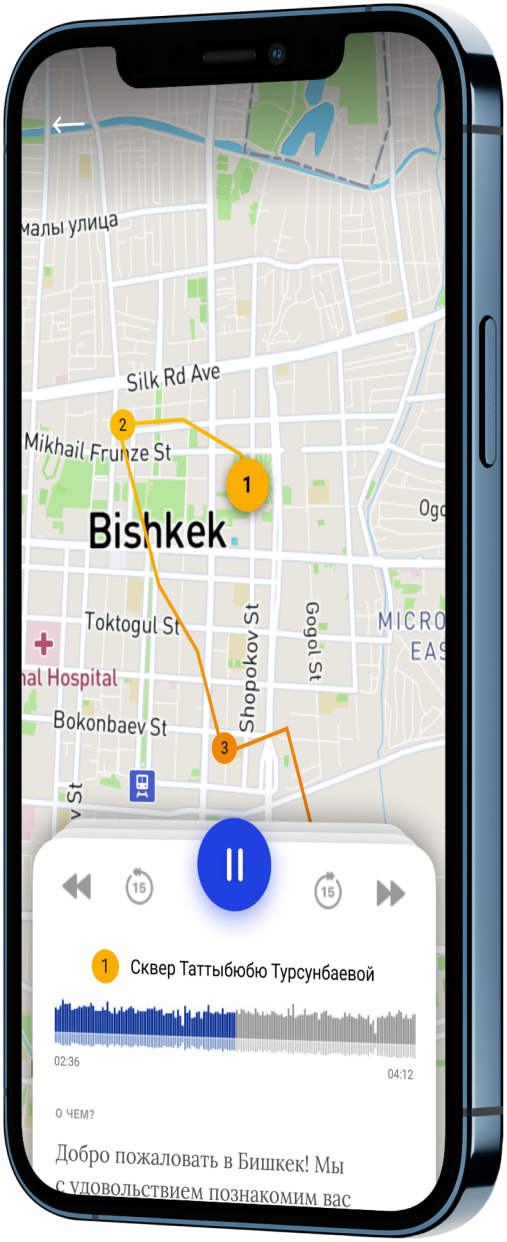 малы улица
Silk Rd Ave
2
Mikhail Frunze St
1
Bishkek
Ogo
Toktogul St
Shopokov St
Gogol St
MICRO
EAS
nal Hospital
Bokonbaev St
3
v St
15
15
1 Сквер Таттыбюбю Турсунбаевой
02:36
04:12
О ЧЕМ?
Добро пожаловать в Бишкек! Мы
с удовольствием познакомим вас